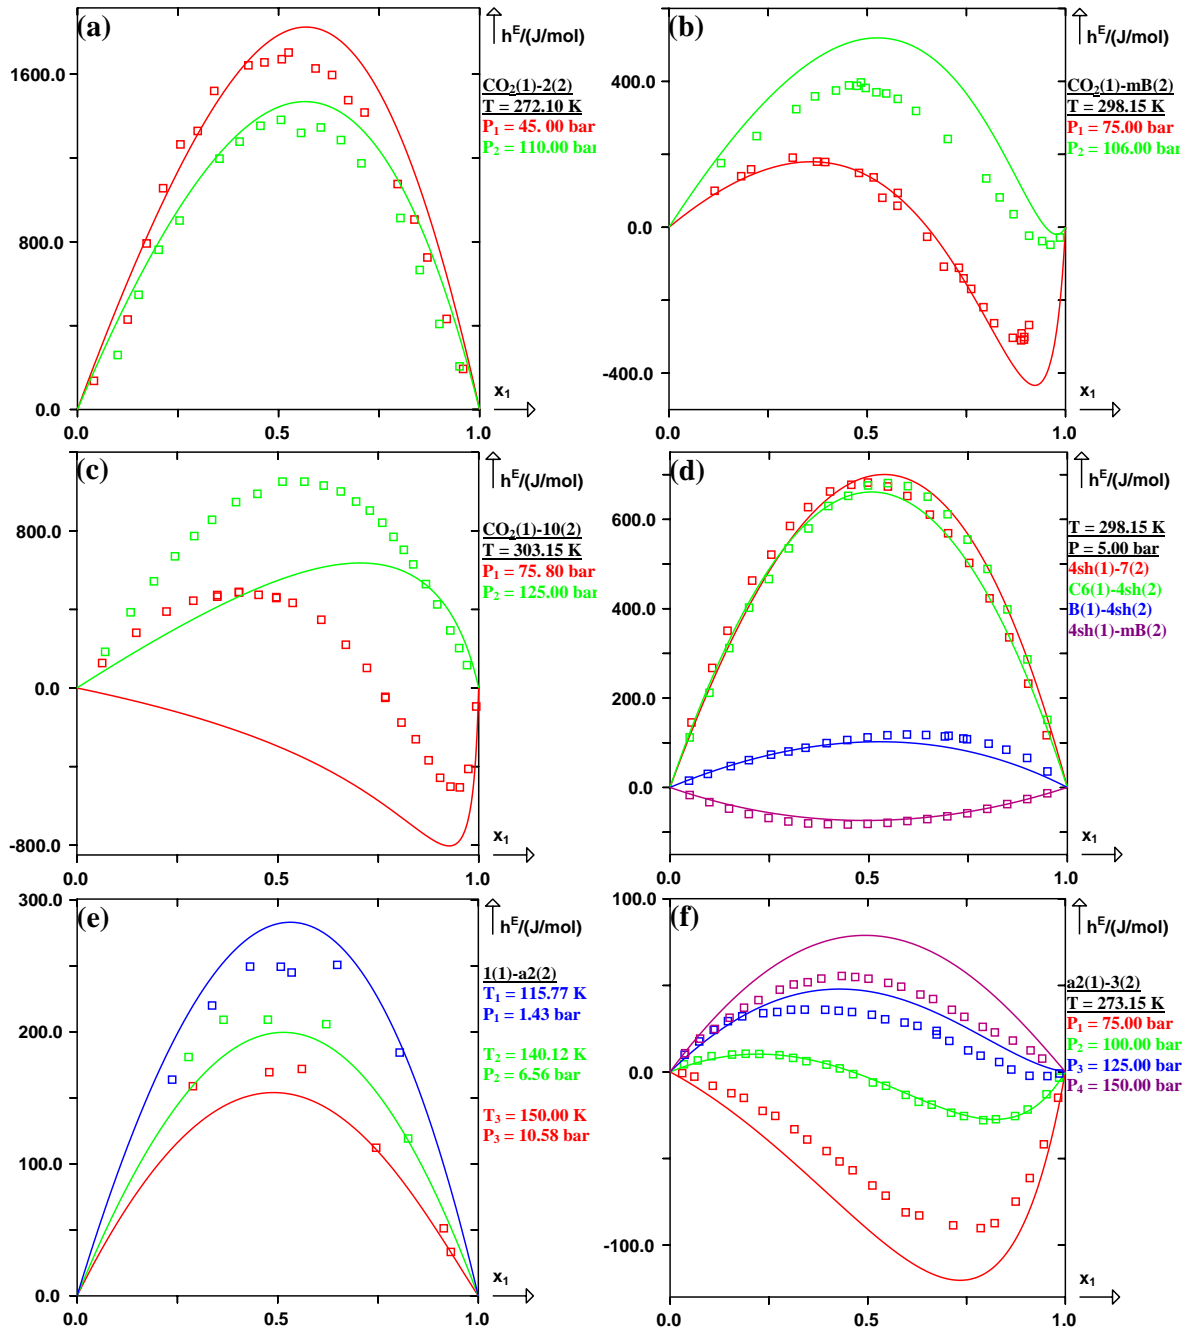 (a)
hᴱ/(J/mol)
1600.0
CO₂(1)-2(2)
T = 272.10 K
P₁ = 45. 00 bar
P₂ = 110.00 bar
800.0
x₁
0.0
0.0
0.5
1.0
(b)
hᴱ/(J/mol)
400.0
CO₂(1)-mB(2)
T = 298.15 K
P₁ = 75.00 bar
P₂ = 106.00 bar
0.0
-400.0
x₁
0.0
0.5
1.0
(c)
hᴱ/(J/mol)
800.0
CO₂(1)-10(2)
T = 303.15 K
P₁ = 75. 80 bar
P₂ = 125.00 bar
0.0
-800.0
x₁
0.0
0.5
1.0
(d)
hᴱ/(J/mol)
600.0
T = 298.15 K
P = 5.00 bar
4sh(1)-7(2)
C6(1)-4sh(2)
B(1)-4sh(2)
4sh(1)-mB(2)
400.0
200.0
0.0
x₁
0.0
0.5
1.0
(e)
300.0
hᴱ/(J/mol)
1(1)-a2(2)
T₁ = 115.77 K
P₁ = 1.43 bar
200.0
T₂ = 140.12 K
P₂ = 6.56 bar
T₃ = 150.00 K
P₃ = 10.58 bar
100.0
x₁
0.0
0.0
0.5
1.0
(f)
100.0
hᴱ/(J/mol)
a2(1)-3(2)
T = 273.15 K
P₁ = 75.00 bar
P₂ = 100.00 bar
P₃ = 125.00 bar
P₄ = 150.00 bar
0.0
-100.0
x₁
0.0
0.5
1.0